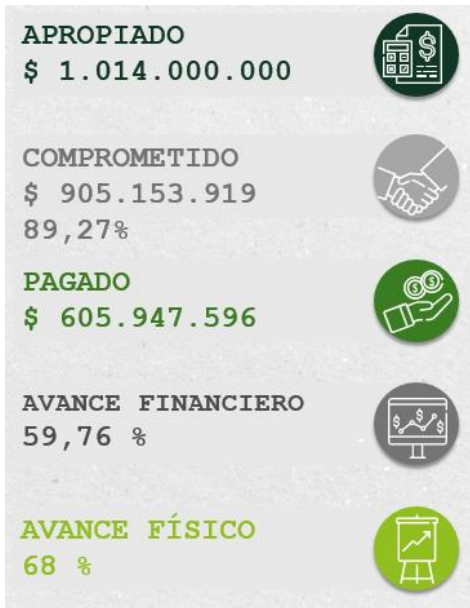 APROPIADO
$ 1.014.000.000
COMPROMETIDO
$ 905.153.919
89,27%
PAGADO
$ 605.947.596
AVANCE FINANCIERO
59,76 %
AVANCE FÍSICO
68 %